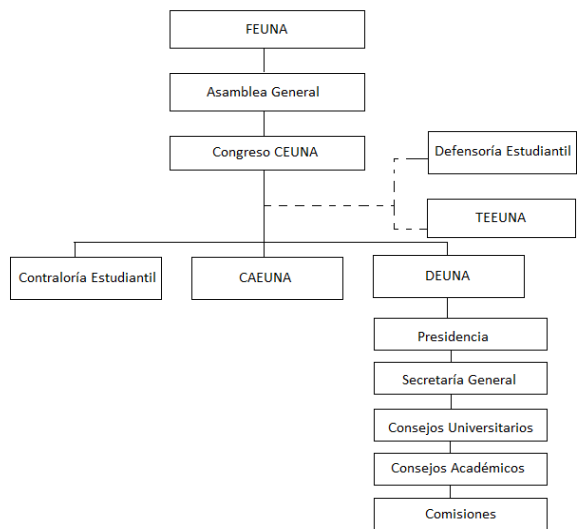 FEUNA
Asamblea General
Congreso CEUNA
Defensoría Estudiantil
TEEUNA
Contraloría Estudiantil
CAEUNA
DEUNA
Presidencia
Secretaría General
Consejos Universitarios
Consejos Académicos
Comisiones